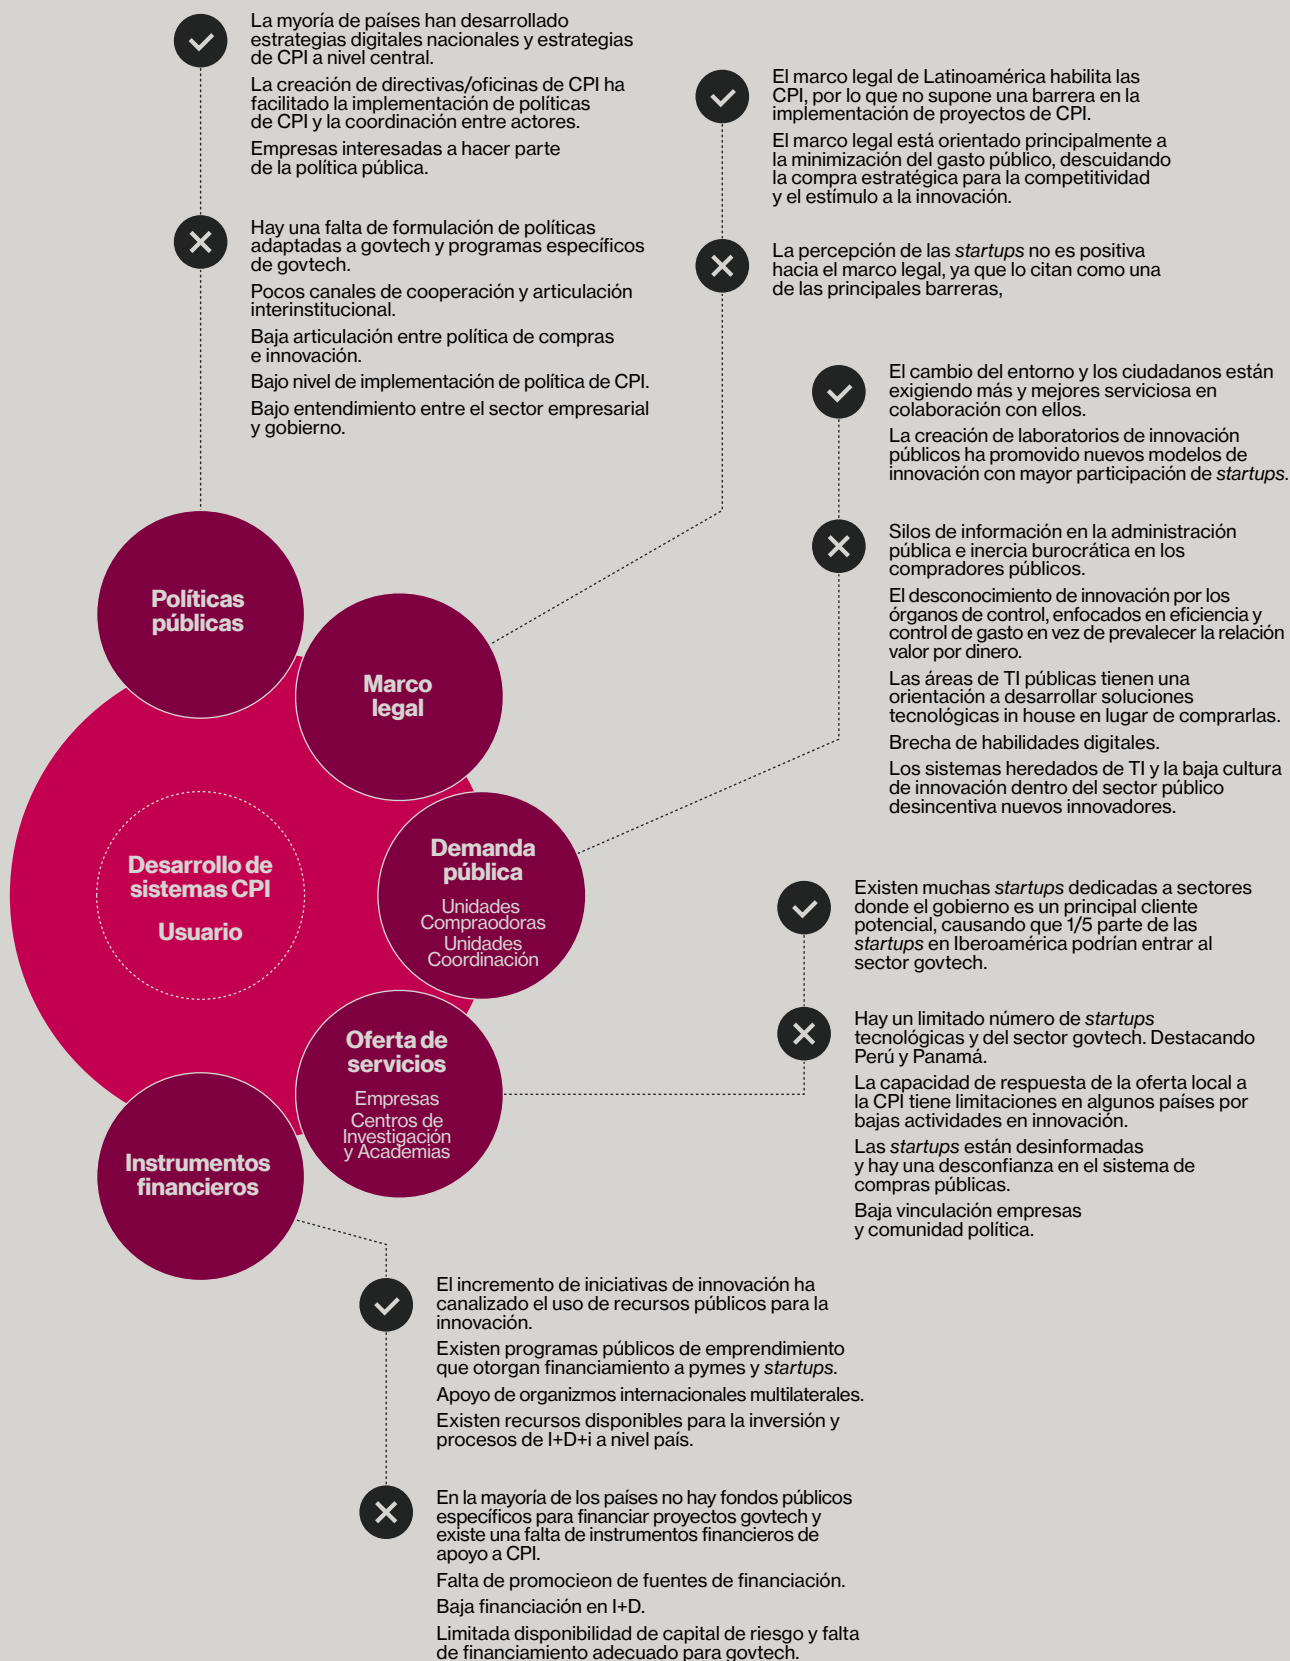 La myoría de países han desarrollado
estrategias digitales nacionales y estrategias
de CPI a nivel central.
La creación de directivas/oficinas de CPI ha
facilitado la implementación de políticas
de CPI y la coordinación entre actores.
Empresas interesadas a hacer parte
de la política pública.
Hay una falta de formulación de políticas
adaptadas a govtech y programas específicos
de govtech.
Pocos canales de cooperación y articulación
interinstitucional.
Baja articulación entre política de compras
e innovación.
Bajo nivel de implementación de política de CPI.
Bajo entendimiento entre el sector empresarial
y gobierno.
El marco legal de Latinoamérica habilita las
CPI, por lo que no supone una barrera en la
implementación de proyectos de CPI.
El marco legal está orientado principalmente a
la minimización del gasto público, descuidando
la compra estratégica para la competitividad
y el estímulo a la innovación.
La percepción de las startups no es positiva
hacia el marco legal, ya que lo citan como una
de las principales barreras,
El cambio del entorno y los ciudadanos están
exigiendo más y mejores serviciosa en
colaboración con ellos.
La creación de laboratorios de innovación
públicos ha promovido nuevos modelos de
innovación con mayor participación de startups.
Silos de información en la administración
pública e inercia burocrática en los
compradores públicos.
El desconocimiento de innovación por los
órganos de control, enfocados en eficiencia y
control de gasto en vez de prevalecer la relación
valor por dinero.
Las áreas de TI públicas tienen una
orientación a desarrollar soluciones
tecnológicas in house en lugar de comprarlas.
Brecha de habilidades digitales.
Los sistemas heredados de TI y la baja cultura
de innovación dentro del sector público
desincentiva nuevos innovadores.
Políticas
públicas
Marco
legal
Demanda
pública
Unidades
Compraodoras
Unidades
Coordinación
Desarrollo de
sistemas CPI
Usuario
Oferta de
servicios
Empresas
Centros de
Investigación
y Academias
Instrumentos
financieros
Existen muchas startups dedicadas a sectores
donde el gobierno es un principal cliente
potencial, causando que 1/5 parte de las
startups en Iberoamérica podrían entrar al
sector govtech.
Hay un limitado número de startups
tecnológicas y del sector govtech. Destacando
Perú y Panamá.
La capacidad de respuesta de la oferta local a
la CPI tiene limitaciones en algunos países por
bajas actividades en innovación.
Las startups están desinformadas
y hay una desconfianza en el sistema de
compras públicas.
Baja vinculación empresas
y comunidad política.
El incremento de iniciativas de innovación ha
canalizado el uso de recursos públicos para la
innovación.
Existen programas públicos de emprendimiento
que otorgan financiamiento a pymes y startups.
Apoyo de organizmos internacionales multilaterales.
Existen recursos disponibles para la inversión y
procesos de I+D+i a nivel país.
En la mayoría de los países no hay fondos públicos
específicos para financiar proyectos govtech y
existe una falta de instrumentos financieros de
apoyo a CPI.
Falta de promocieon de fuentes de financiación.
Baja financiación en I+D.
Limitada disponibilidad de capital de riesgo y falta
de financiamiento adecuado para govtech.